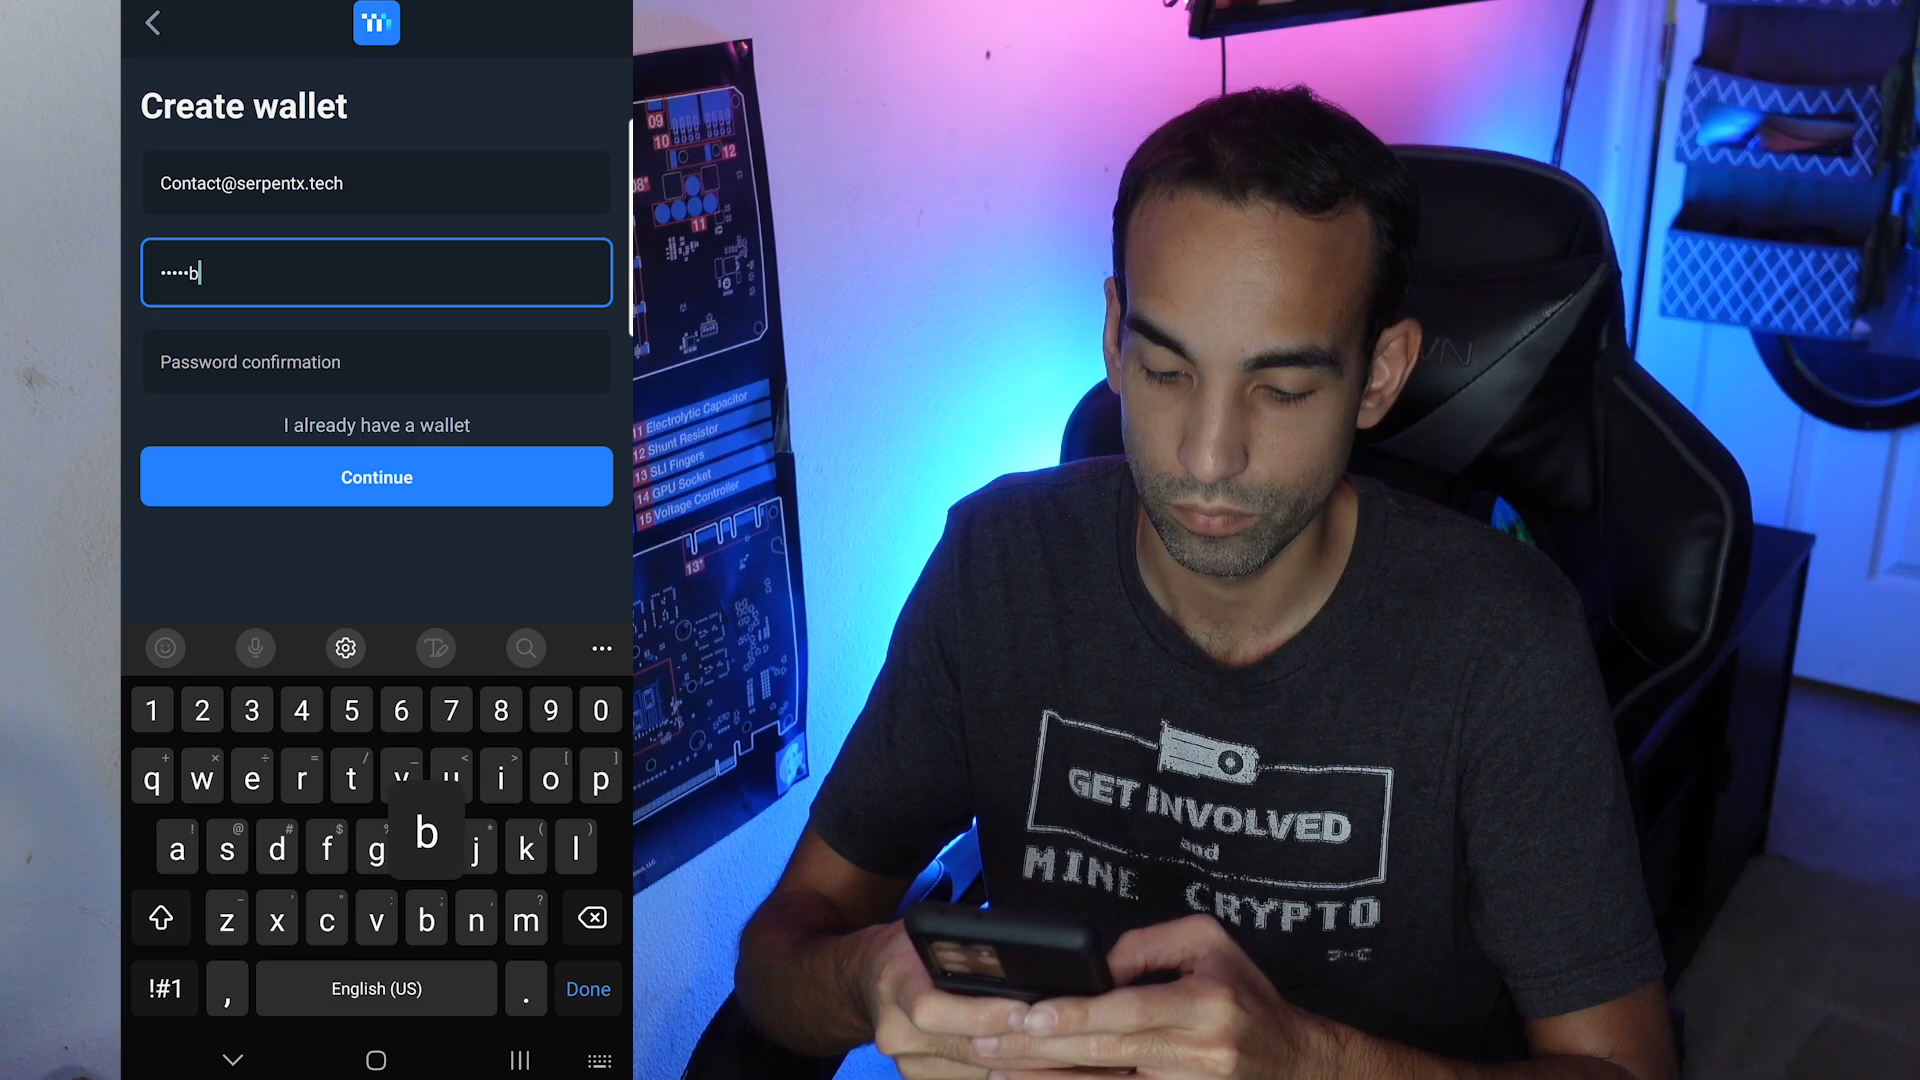 Create wallet
Contact@serpentx.tech
•••••b
Password confirmation
I already have a wallet
Continue
1 2 3 4 5 6 7 8 9 0
q w e r t y u i o p
a s d f g b j k l
z x c v b n m
!#1 , English (US) . Done
09
10
12
11
11 Electrolytic Capacitor
12 Shunt Resistor
13 SLI Fingers
14 GPU Socket
15 Voltage Controller
13*
GET INVOLVED
and
MINE CRYPTO